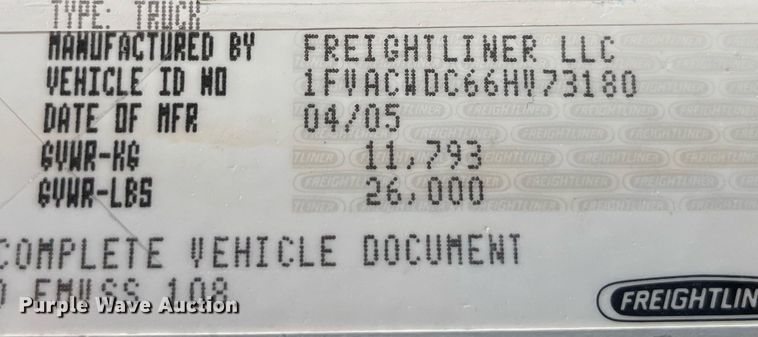 TYPE: TRUCK
MANUFACTURED BY FREIGHTLINER LLC
VEHICLE ID NO 1FVACWDC66HV73180
DATE OF MFR 04/05
GVWR-KG 11,793
GVWR-LBS 26,000
COMPLETE VEHICLE DOCUMENT
FMVSS 108
Purple Wave Auction
FREIGHTLIN